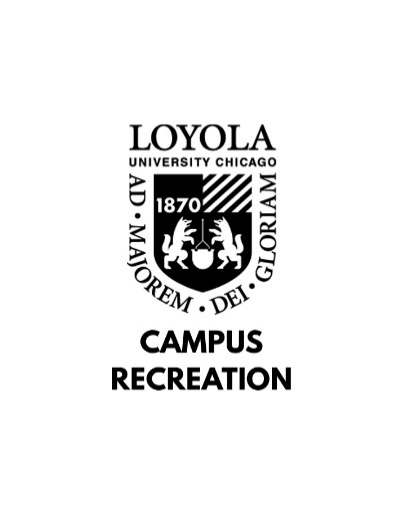 LOYOLA
UNIVERSITY CHICAGO
AD • MAJOREM • DEI • GLORIAM
1870
CAMPUS
RECREATION